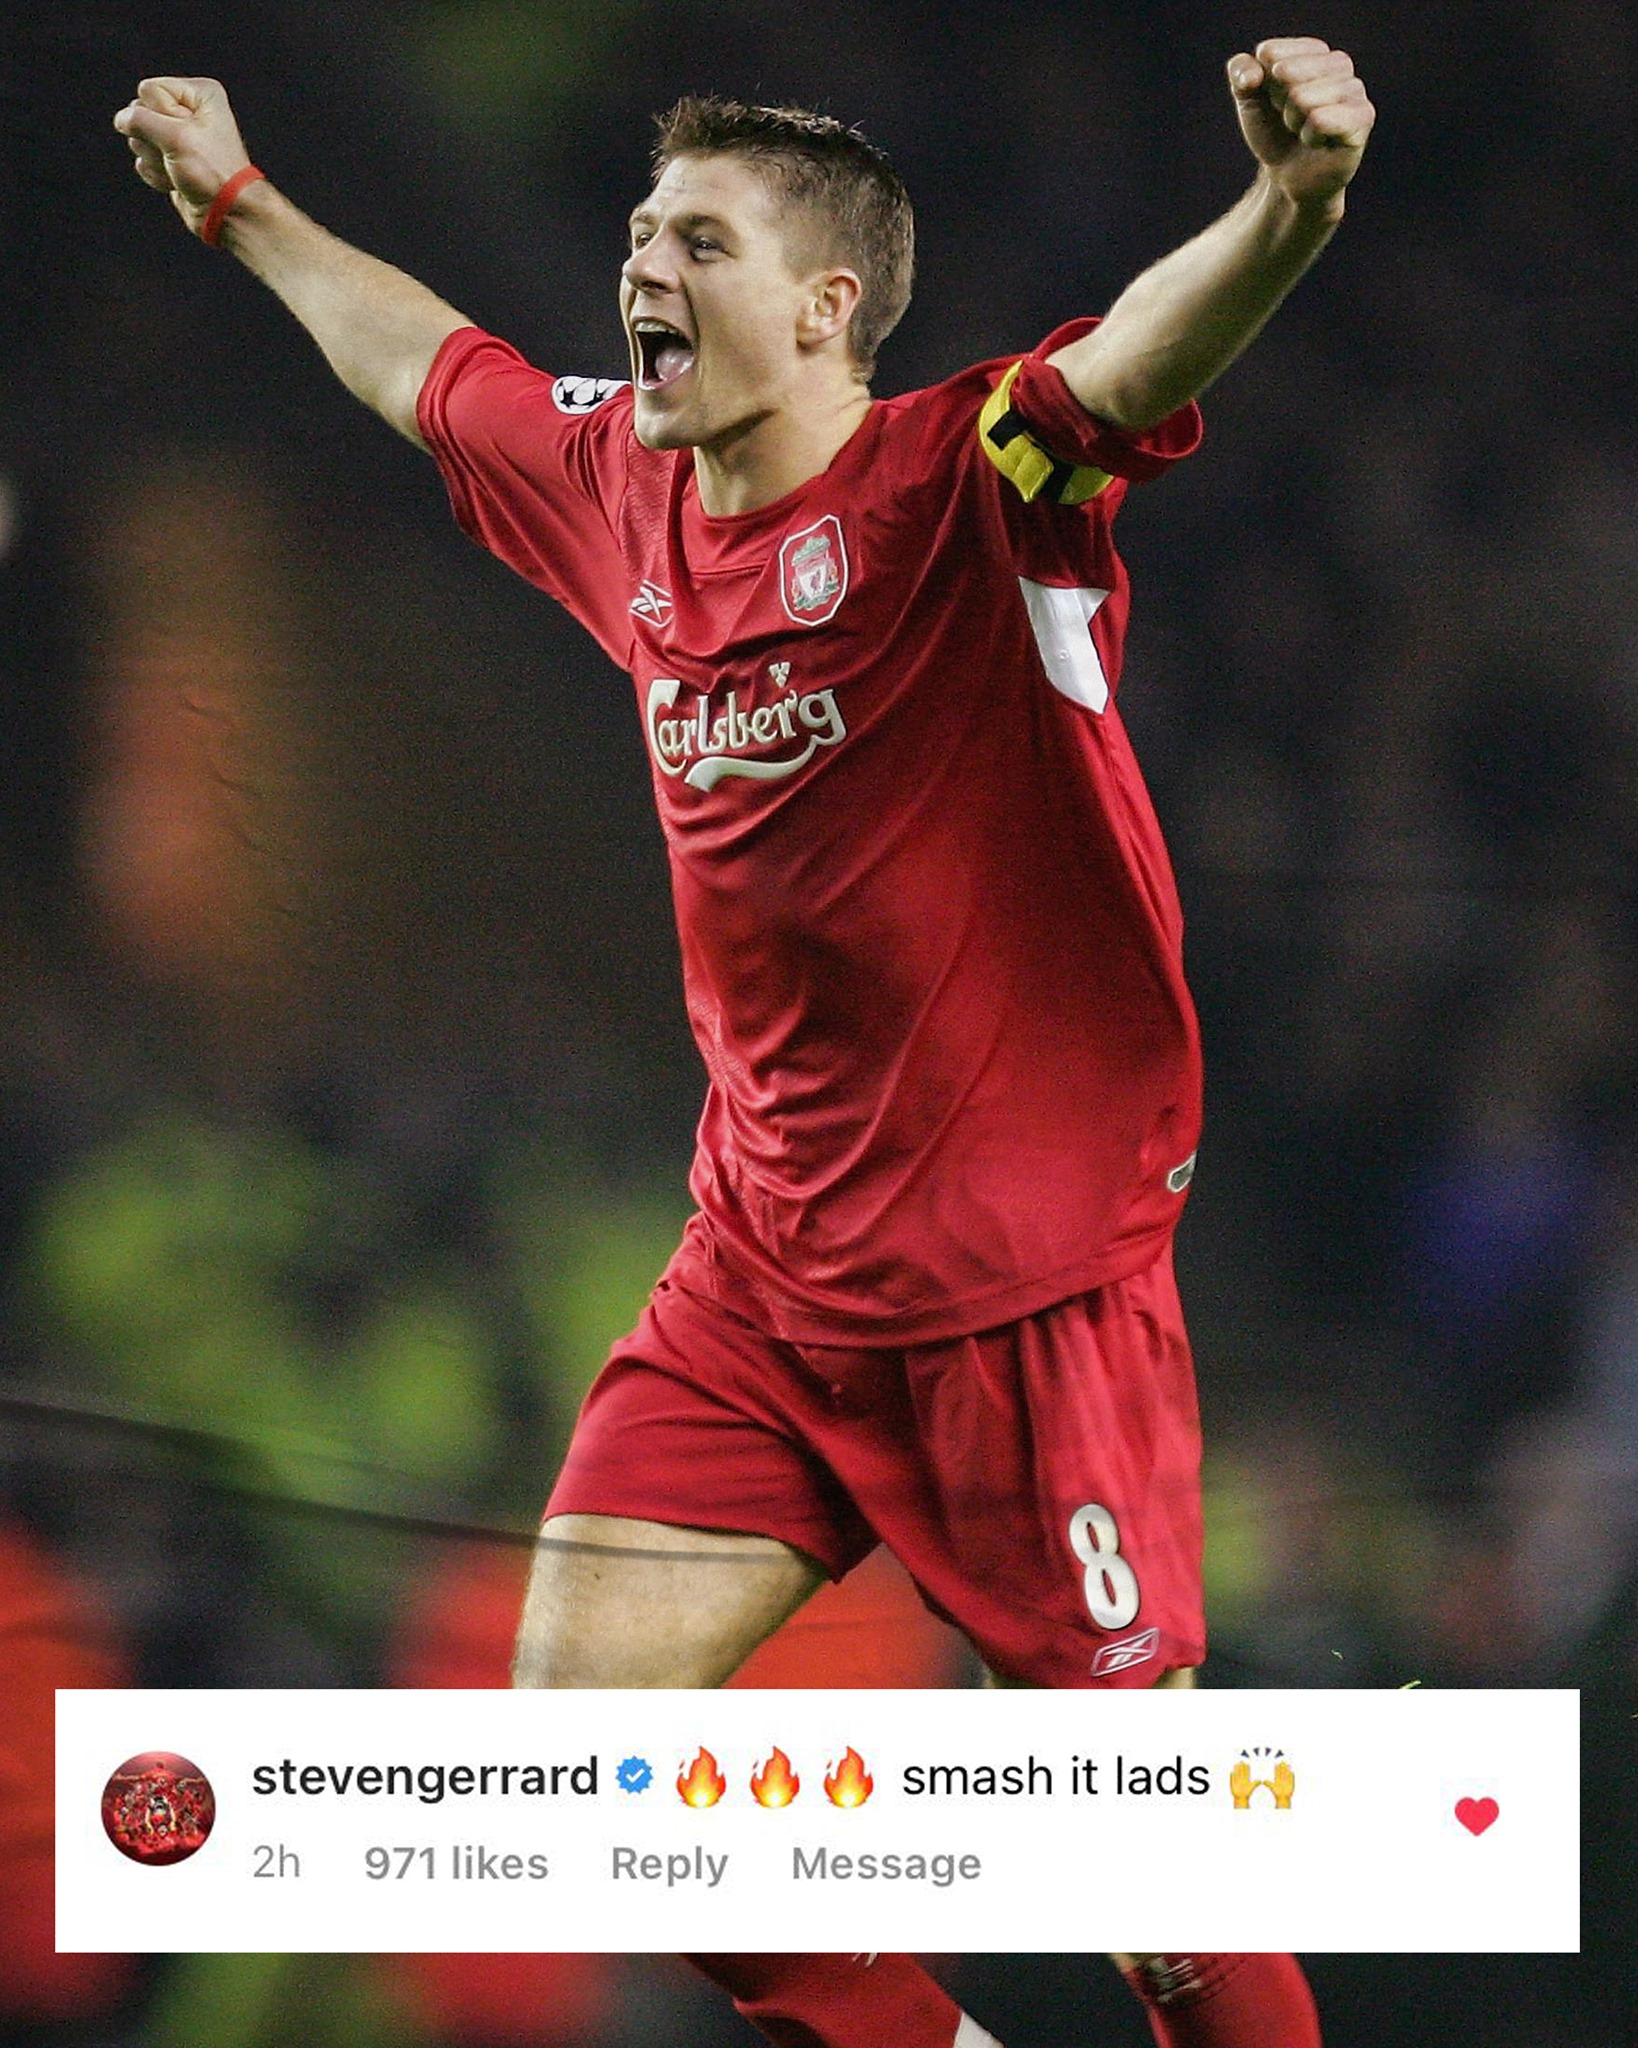 Carlsberg
8
stevengerrard 🔥🔥🔥 smash it lads 🙌
2h 971 likes Reply Message